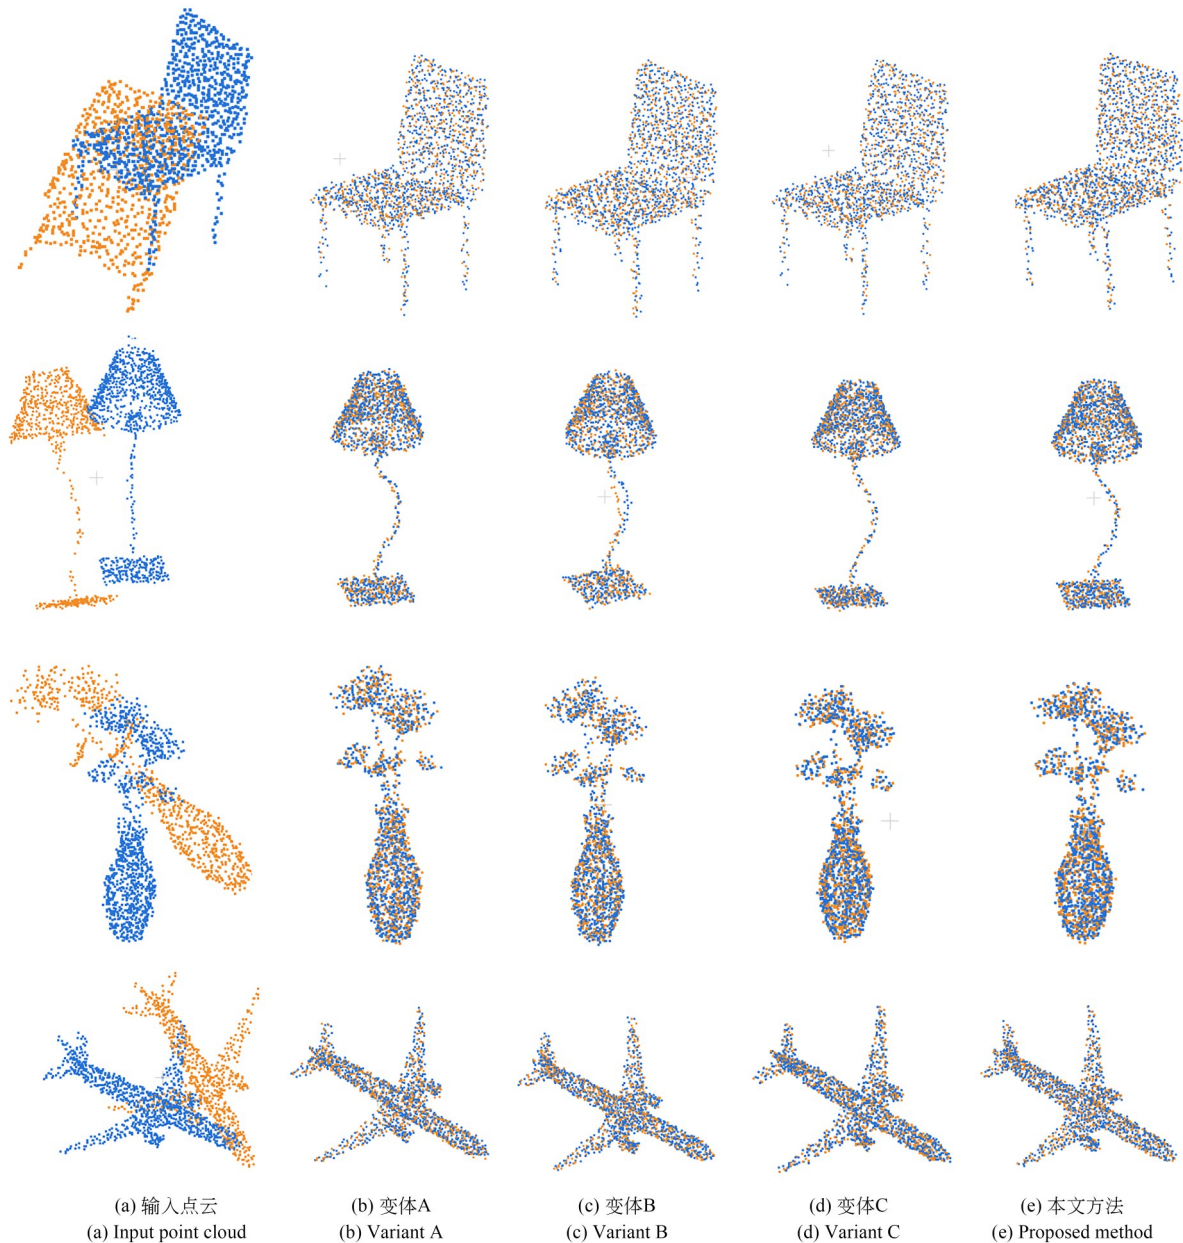 (a) 输入点云 (b) 变体A (c) 变体B (d) 变体C (e) 本文方法
(a) Input point cloud (b) Variant A (c) Variant B (d) Variant C (e) Proposed method